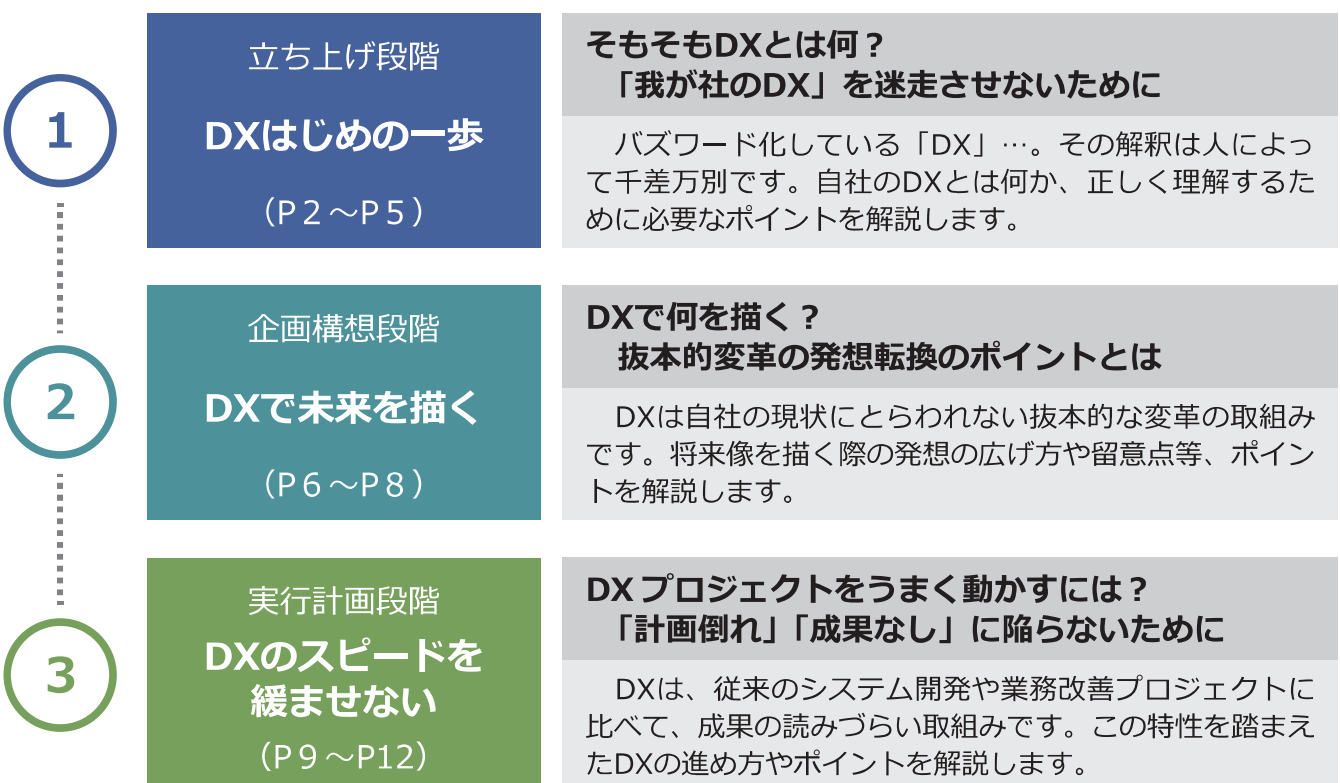 1
立ち上げ段階
DXはじめの一歩
（P２～P５）
そもそもDXとは何？
「我が社のDX」を迷走させないために
バズワード化している「DX」…。その解釈は人によっ
て千差万別です。自社のDXとは何か、正しく理解するた
めに必要なポイントを解説します。
2
企画構想段階
DXで未来を描く
（P６～P８）
DXで何を描く？
抜本的変革の発想転換のポイントとは
DXは自社の現状にとらわれない抜本的な変革の取組み
です。将来像を描く際の発想の広げ方や留意点等、ポイン
トを解説します。
3
実行計画段階
DXのスピードを
緩ませない
（P９～P12）
DX プロジェクトをうまく動かすには？
「計画倒れ」「成果なし」に陥らないために
DXは、従来のシステム開発や業務改善プロジェクトに
比べて、成果の読みづらい取組みです。この特性を踏まえ
たDXの進め方やポイントを解説します。